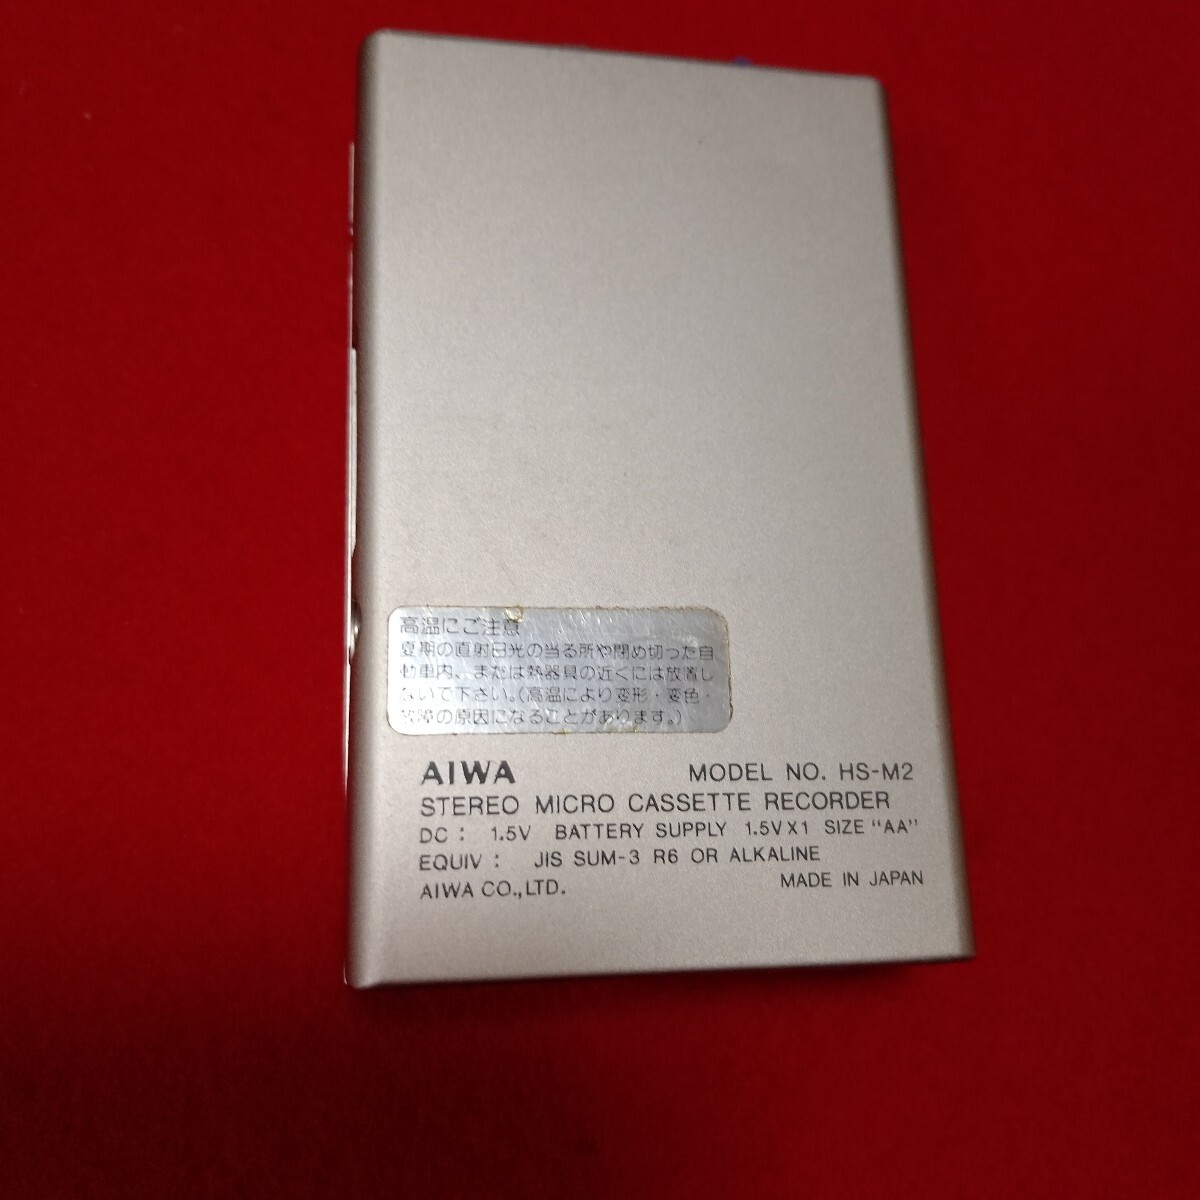 高温にご注意
夏期の直射日光の当る所や閉め切った自
動車内、または熱器具の近くには放置し
ないで下さい。(高温により変形・変色・
故障の原因になることがあります。)
AIWA MODEL NO. HS-M2
STEREO MICRO CASSETTE RECORDER
DC : 1.5V BATTERY SUPPLY 1.5V X 1 SIZE "AA"
EQUIV : JIS SUM-3 R6 OR ALKALINE
AIWA CO., LTD. MADE IN JAPAN